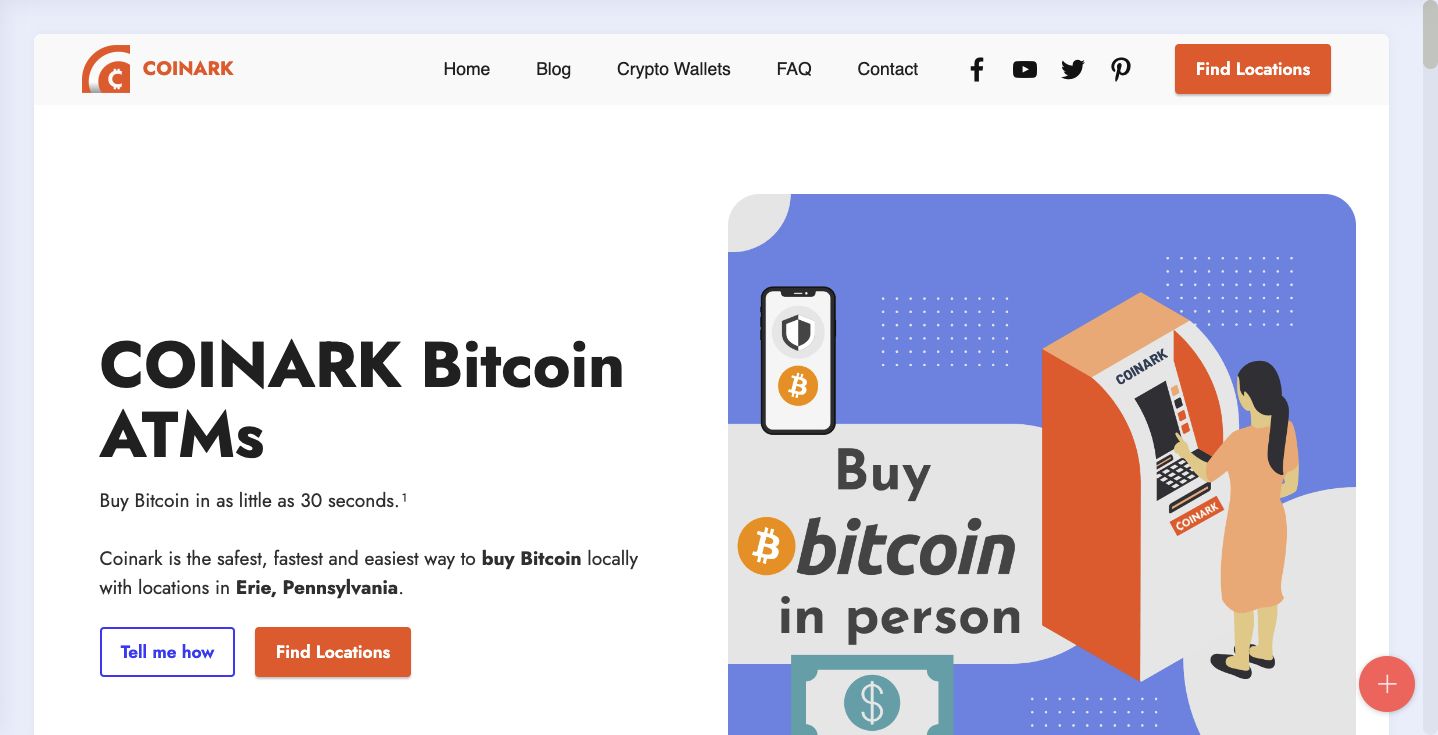 COINARK
Home
Blog
Crypto Wallets
FAQ
Contact
Find Locations
COINARK Bitcoin
ATMs
Buy Bitcoin in as little as 30 seconds.¹
Coinark is the safest, fastest and easiest way to buy Bitcoin locally
with locations in Erie, Pennsylvania.
Tell me how
Find Locations
COINARK
COINARK
Buy
bitcoin
in person
$